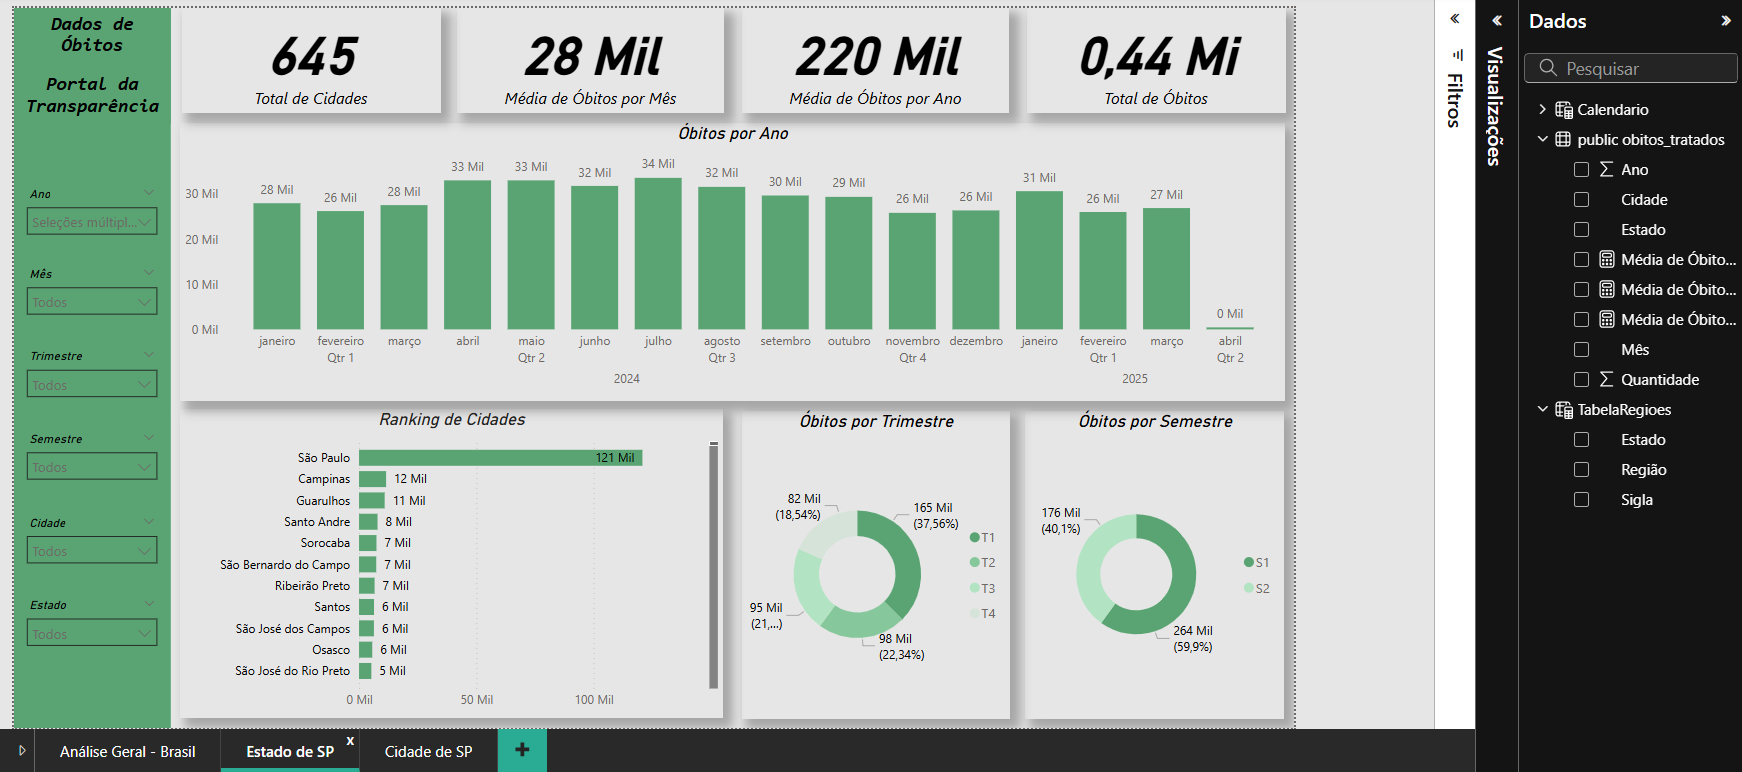 Dados de
Óbitos
Portal da
Transparência
Ano
Seleções múltipl...
Mês
Todos
Trimestre
Todos
Semestre
Todos
Cidade
Todos
Estado
Todos
645
Total de Cidades
28 Mil
Média de Óbitos por Mês
220 Mil
Média de Óbitos por Ano
0,44 Mi
Total de Óbitos
Óbitos por Ano
30 Mil
20 Mil
10 Mil
0 Mil
28 Mil
26 Mil
28 Mil
33 Mil
33 Mil
32 Mil
34 Mil
32 Mil
30 Mil
29 Mil
26 Mil
26 Mil
31 Mil
26 Mil
27 Mil
0 Mil
janeiro fevereiro março abril maio junho julho agosto setembro outubro novembro dezembro janeiro fevereiro março abril
Qtr 1 Qtr 2 Qtr 3 Qtr 4 Qtr 1 Qtr 2
2024 2025
Ranking de Cidades
São Paulo 121 Mil
Campinas 12 Mil
Guarulhos 11 Mil
Santo Andre 8 Mil
Sorocaba 7 Mil
São Bernardo do Campo 7 Mil
Ribeirão Preto 7 Mil
Santos 6 Mil
São José dos Campos 6 Mil
Osasco 6 Mil
São José do Rio Preto 5 Mil
0 Mil 50 Mil 100 Mil
Óbitos por Trimestre
82 Mil
(18,54%)
165 Mil
(37,56%)
95 Mil
(21,...)
98 Mil
(22,34%)
T1
T2
T3
T4
Óbitos por Semestre
176 Mil
(40,1%)
264 Mil
(59,9%)
S1
S2
Filtros
Visualizações
Dados
Pesquisar
Calendario
public obitos_tratados
Ano
Cidade
Estado
Média de Óbito...
Média de Óbito...
Média de Óbito...
Mês
Quantidade
TabelaRegioes
Estado
Região
Sigla
Análise Geral - Brasil
Estado de SP x
Cidade de SP
+